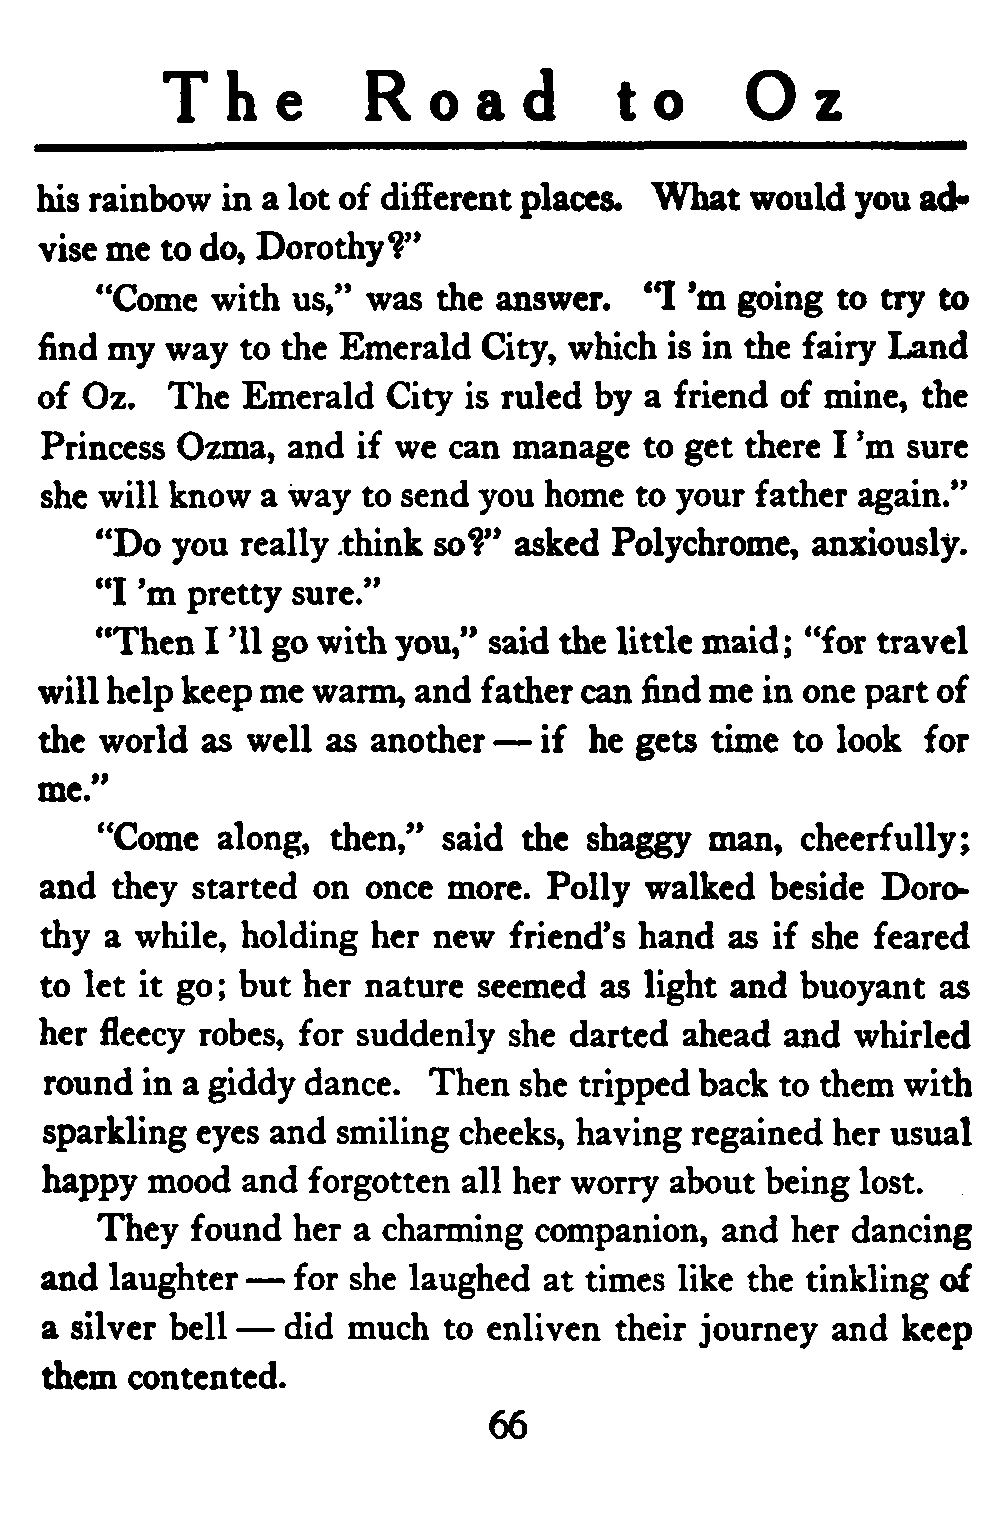 The Road to Oz
his rainbow in a lot of different places. What would you ad-
vise me to do, Dorothy?”
“Come with us,” was the answer. “I ’m going to try to
find my way to the Emerald City, which is in the fairy Land
of Oz. The Emerald City is ruled by a friend of mine, the
Princess Ozma, and if we can manage to get there I ’m sure
she will know a way to send you home to your father again.”
“Do you really think so?” asked Polychrome, anxiously.
“I ’m pretty sure.”
“Then I ’ll go with you,” said the little maid; “for travel
will help keep me warm, and father can find me in one part of
the world as well as another — if he gets time to look for
me.”
“Come along, then,” said the shaggy man, cheerfully;
and they started on once more. Polly walked beside Doro-
thy a while, holding her new friend’s hand as if she feared
to let it go; but her nature seemed as light and buoyant as
her fleecy robes, for suddenly she darted ahead and whirled
round in a giddy dance. Then she tripped back to them with
sparkling eyes and smiling cheeks, having regained her usual
happy mood and forgotten all her worry about being lost.
They found her a charming companion, and her dancing
and laughter — for she laughed at times like the tinkling of
a silver bell — did much to enliven their journey and keep
them contented.
66